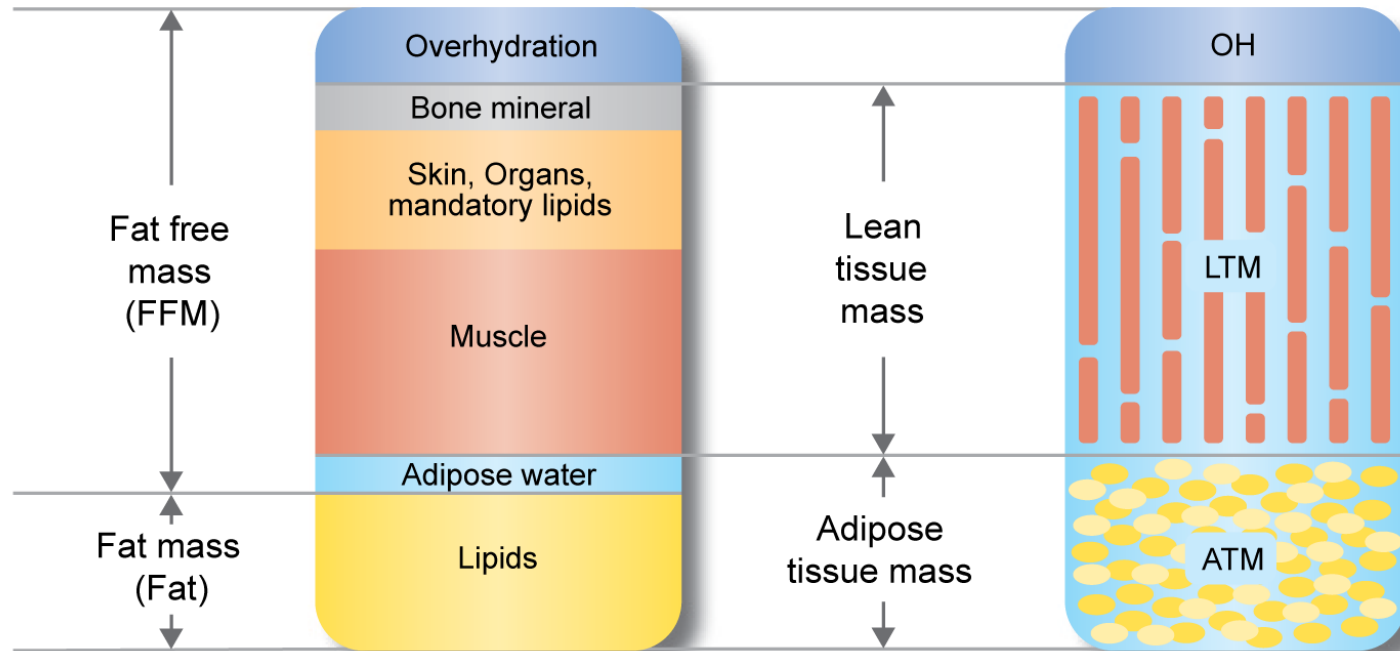 Overhydration
OH
Bone mineral
Skin, Organs,
mandatory lipids
Fat free
mass
(FFM)
Lean
tissue
mass
LTM
Muscle
Adipose water
Fat mass
(Fat)
Lipids
Adipose
tissue mass
ATM